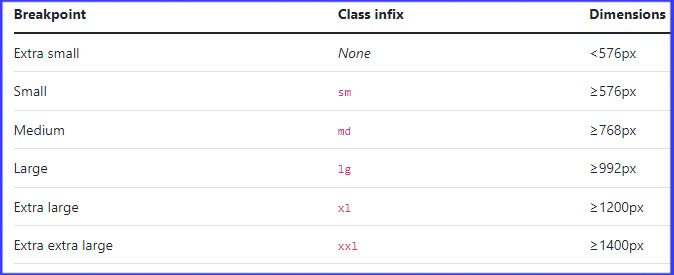 Breakpoint Class infix Dimensions
Extra small None <576px
Small sm ≥576px
Medium md ≥768px
Large lg ≥992px
Extra large xl ≥1200px
Extra extra large xxl ≥1400px